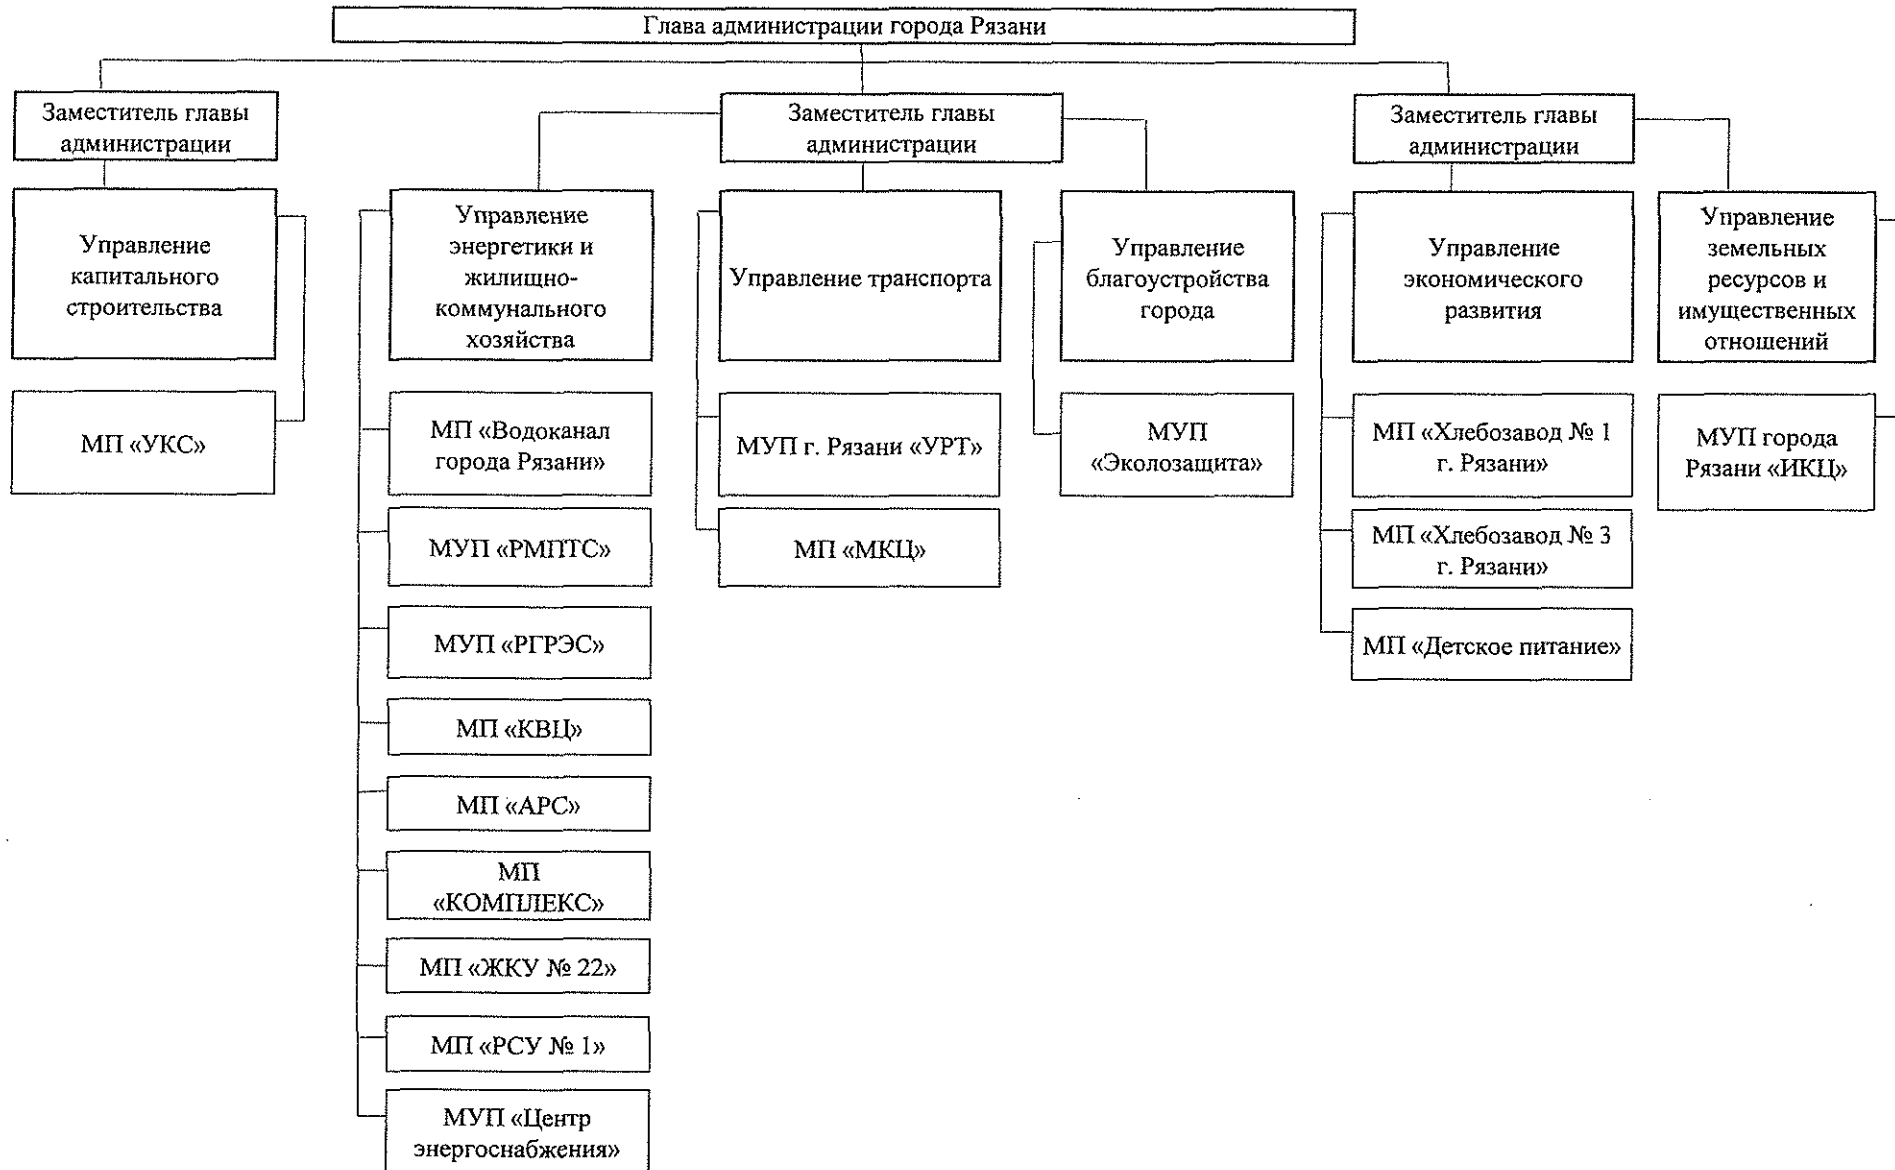 Глава администрации города Рязани
Заместитель главы
администрации
Заместитель главы
администрации
Заместитель главы
администрации
Управление
капитального
строительства
Управление
энергетики и
жилищно-
коммунального
хозяйства
Управление транспорта
Управление
благоустройства
города
Управление
экономического
развития
Управление
земельных
ресурсов и
имущественных
отношений
МП «УКС»
МП «Водоканал
города Рязани»
МУП г. Рязани «УРТ»
МУП
«Эколозащита»
МП «Хлебозавод № 1
г. Рязани»
МУП города
Рязани «ИКЦ»
МУП «РМПТС»
МП «МКЦ»
МП «Хлебозавод № 3
г. Рязани»
МУП «РГРЭС»
МП «Детское питание»
МП «КВЦ»
МП «АРС»
МП
«КОМПЛЕКС»
МП «ЖКУ № 22»
МП «РСУ № 1»
МУП «Центр
энергоснабжения»